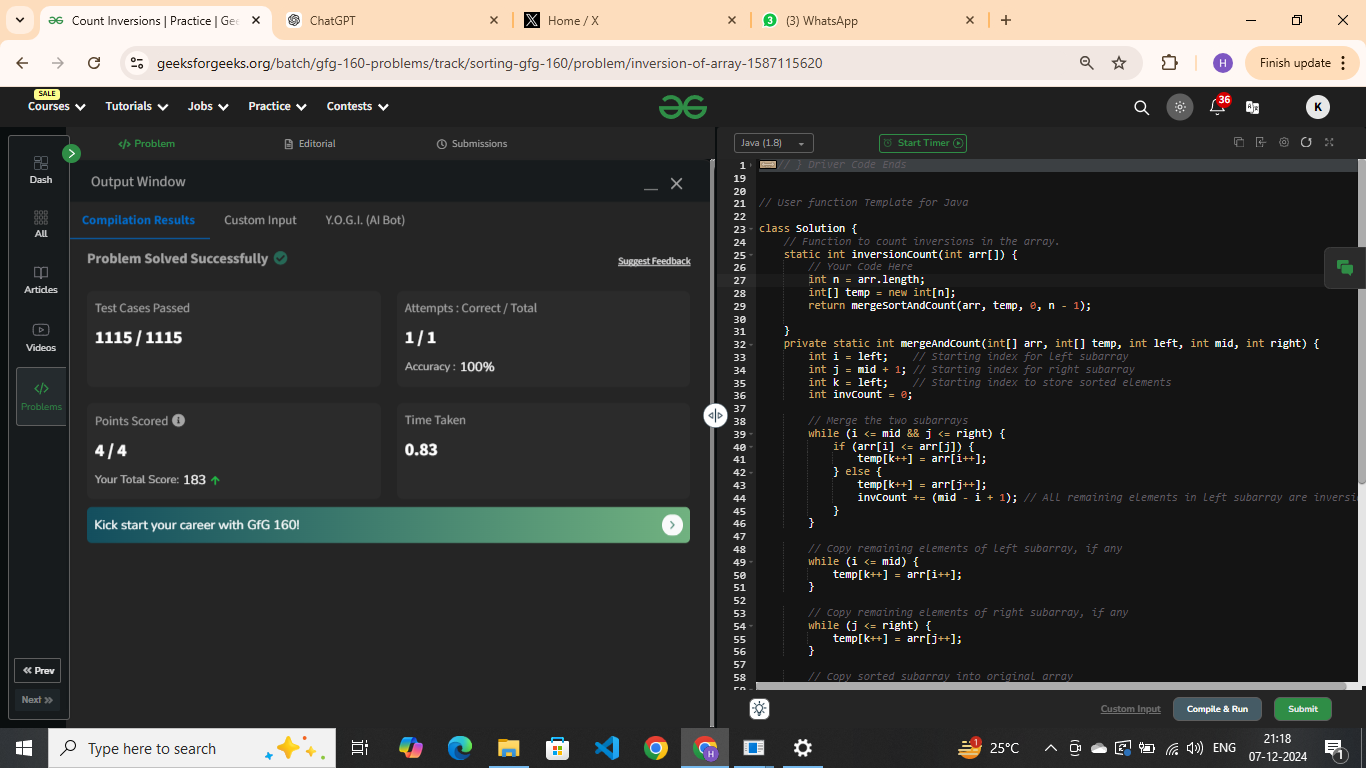 Count Inversions | Practice | Gee
ChatGPT
Home / X
3
(3) WhatsApp
geeksforgeeks.org/batch/gfg-160-problems/track/sorting-gfg-160/problem/inversion-of-array-1587115620
H
Finish update
SALE
Courses
Tutorials
Jobs
Practice
Contests
36
K
Dash
All
Articles
Videos
Problems
Prev
Next
Problem
Editorial
Submissions
Output Window
Compilation Results
Custom Input
Y.O.G.I. (AI Bot)
Problem Solved Successfully
Suggest Feedback
Test Cases Passed
1115 / 1115
Attempts : Correct / Total
1 / 1
Accuracy : 100%
Points Scored
4 / 4
Your Total Score: 183
Time Taken
0.83
Kick start your career with GfG 160!
Java (1.8)
Start Timer
1 // } Driver Code Ends
19
20
21 // User function Template for Java
22
23 class Solution {
24 // Function to count inversions in the array.
25 static int inversionCount(int arr[]) {
26 // Your Code Here
27 int n = arr.length;
28 int[] temp = new int[n];
29 return mergeSortAndCount(arr, temp, 0, n - 1);
30
31 }
32 private static int mergeAndCount(int[] arr, int[] temp, int left, int mid, int right) {
33 int i = left; // Starting index for left subarray
34 int j = mid + 1; // Starting index for right subarray
35 int k = left; // Starting index to store sorted elements
36 int invCount = 0;
37
38 // Merge the two subarrays
39 while (i <= mid && j <= right) {
40 if (arr[i] <= arr[j]) {
41 temp[k++] = arr[i++];
42 } else {
43 temp[k++] = arr[j++];
44 invCount += (mid - i + 1); // All remaining elements in left subarray are inversi
45 }
46 }
47
48 // Copy remaining elements of left subarray, if any
49 while (i <= mid) {
50 temp[k++] = arr[i++];
51 }
52
53 // Copy remaining elements of right subarray, if any
54 while (j <= right) {
55 temp[k++] = arr[j++];
56 }
57
58 // Copy sorted subarray into original array
Custom Input
Compile & Run
Submit
Type here to search
H
1
25°C
ENG
21:18
07-12-2024
1